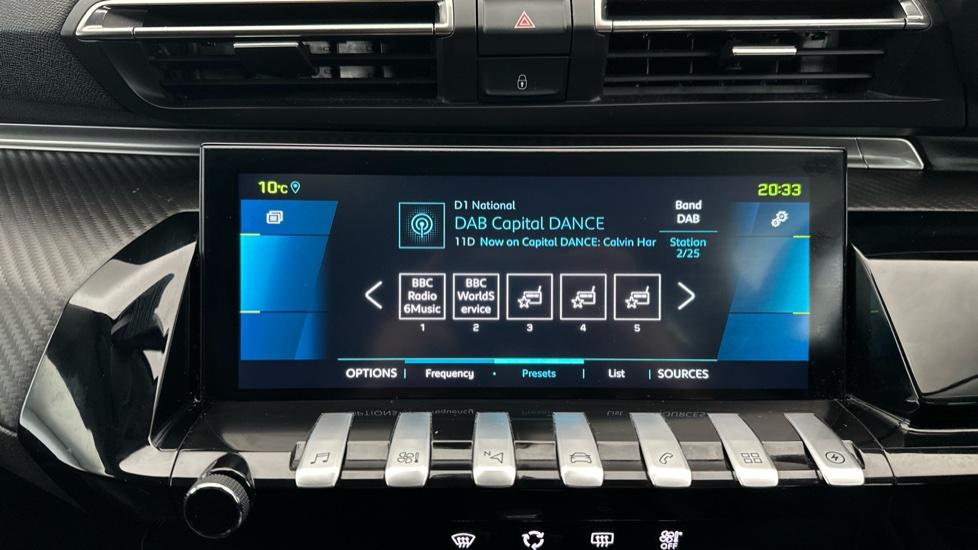 10°C
20:33
D1 National
DAB Capital DANCE
11D Now on Capital DANCE: Calvin Har
Band
DAB
Station
2/25
BBC
Radio
6Music
BBC
WorldS
ervice
1
2
3
4
5
OPTIONS
Frequency
Presets
List
SOURCES
N
OFF